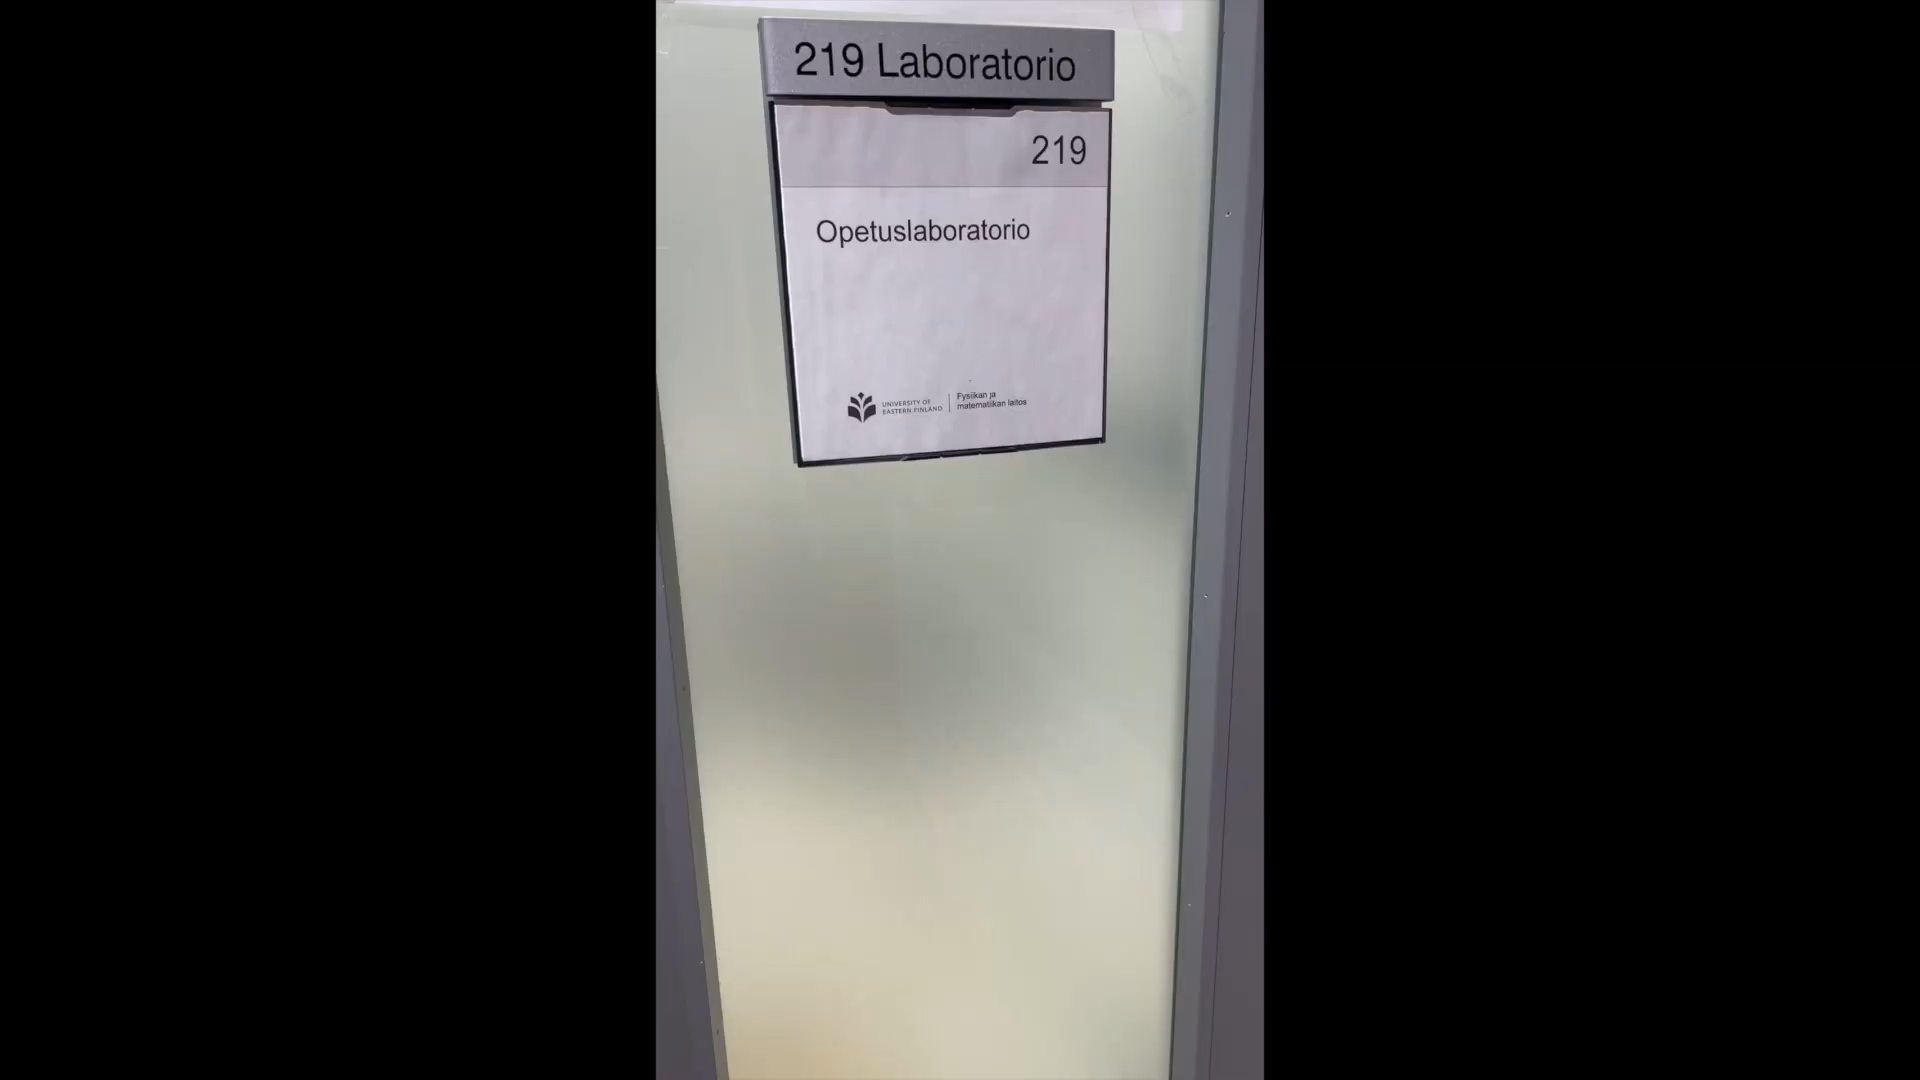 219 Laboratorio
219
Opetuslaboratorio
UNIVERSITY OF
EASTERN FINLAND
Fysiikan ja
matematiikan laitos